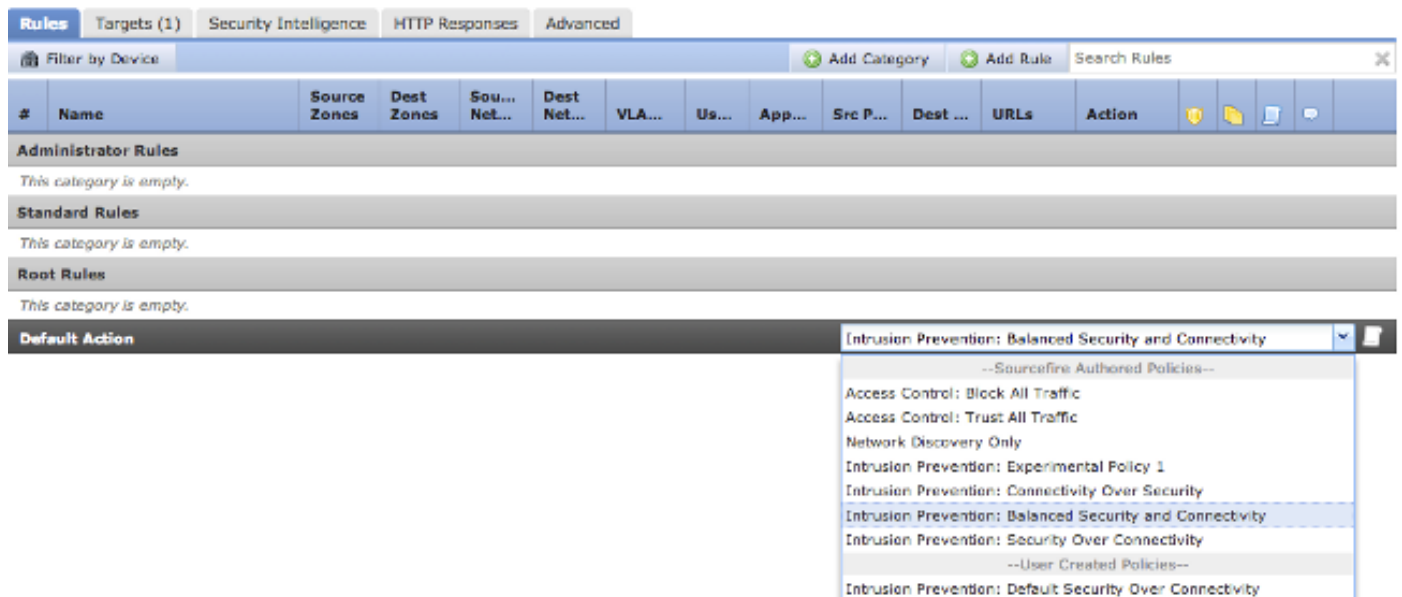 Rules Targets (1) Security Intelligence HTTP Responses Advanced
Filter by Device Add Category Add Rule Search Rules
# Name Source Zones Dest Zones Sou... Net... Dest Net... VLA... Us... App... Src P... Dest ... URLs Action
Administrator Rules
This category is empty.
Standard Rules
This category is empty.
Root Rules
This category is empty.
Default Action Intrusion Prevention: Balanced Security and Connectivity
--Sourcefire Authored Policies--
Access Control: Block All Traffic
Access Control: Trust All Traffic
Network Discovery Only
Intrusion Prevention: Experimental Policy 1
Intrusion Prevention: Connectivity Over Security
Intrusion Prevention: Balanced Security and Connectivity
Intrusion Prevention: Security Over Connectivity
--User Created Policies--
Intrusion Prevention: Default Security Over Connectivity